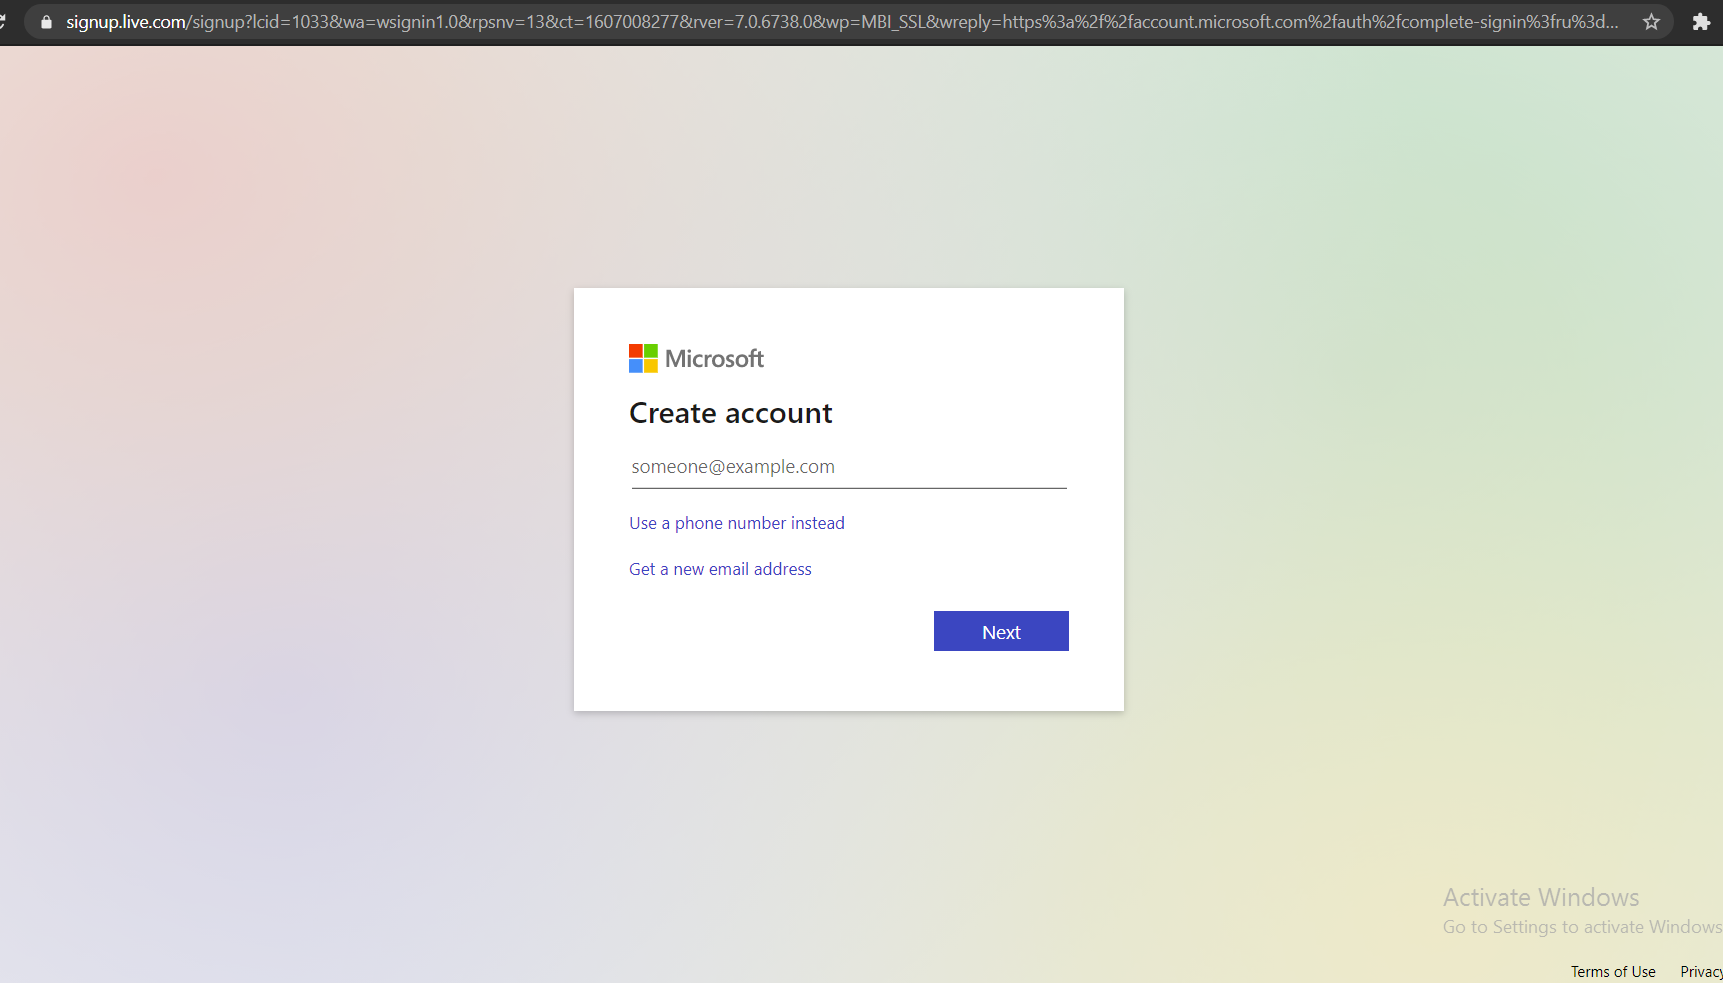 signup.live.com/signup?lcid=1033&wa=wsignin1.0&rpsnv=13&ct=1607008277&rver=7.0.6738.0&wp=MBI_SSL&wreply=https%3a%2f%2faccount.microsoft.com%2fauth%2fcomplete-signin%3fru%3d...
Microsoft
Create account
someone@example.com
Use a phone number instead
Get a new email address
Next
Activate Windows
Go to Settings to activate Windows
Terms of Use Privacy